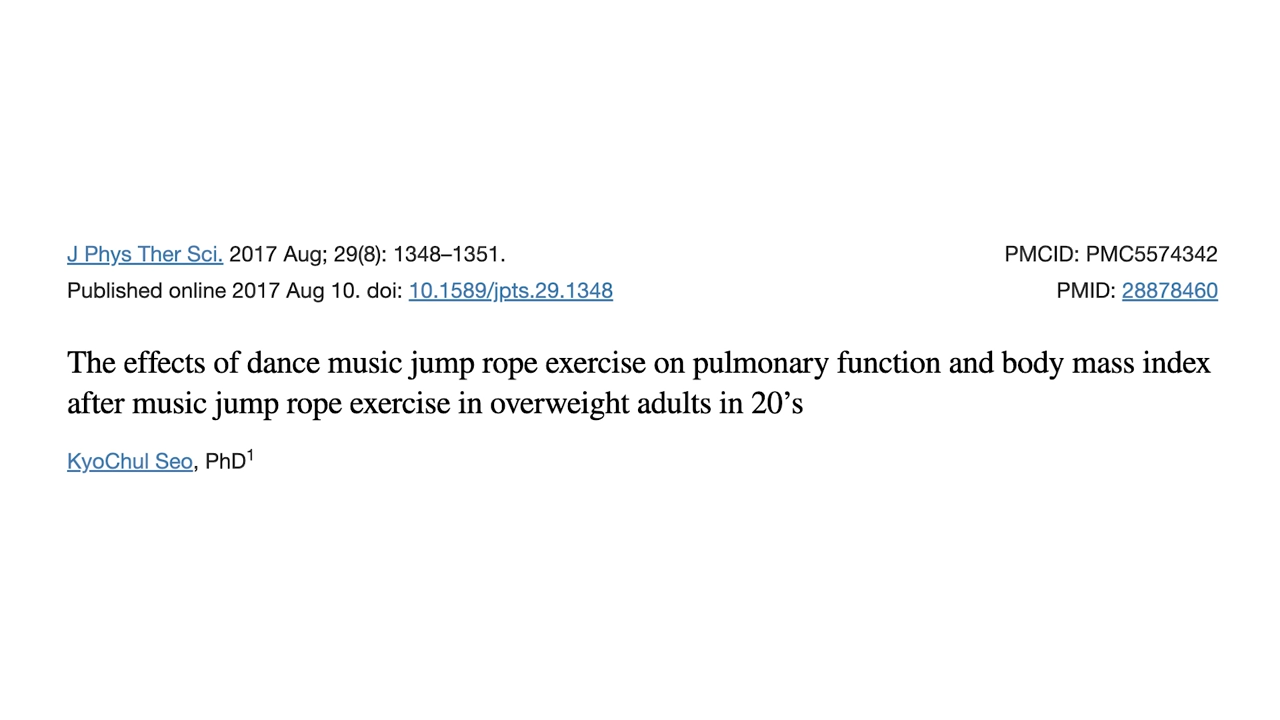 J Phys Ther Sci. 2017 Aug; 29(8): 1348–1351.
PMCID: PMC5574342
Published online 2017 Aug 10. doi: 10.1589/jpts.29.1348
PMID: 28878460
The effects of dance music jump rope exercise on pulmonary function and body mass index
after music jump rope exercise in overweight adults in 20’s
KyoChul Seo, PhD1